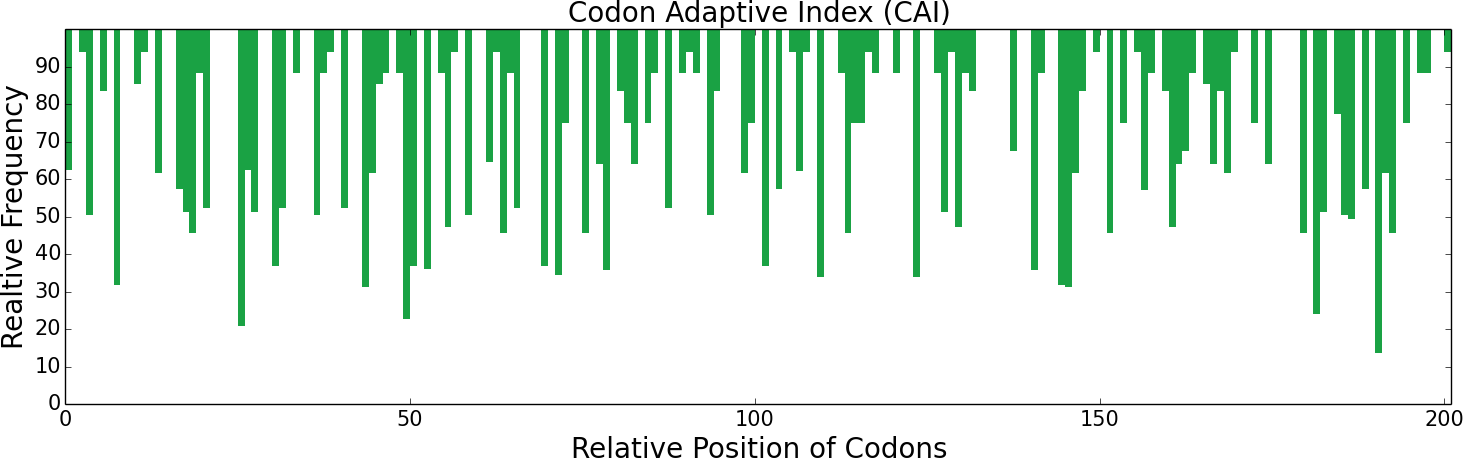 Codon Adaptive Index (CAI)
Realtive Frequency
90
80
70
60
50
40
30
20
10
0
0 50 100 150 200
Relative Position of Codons